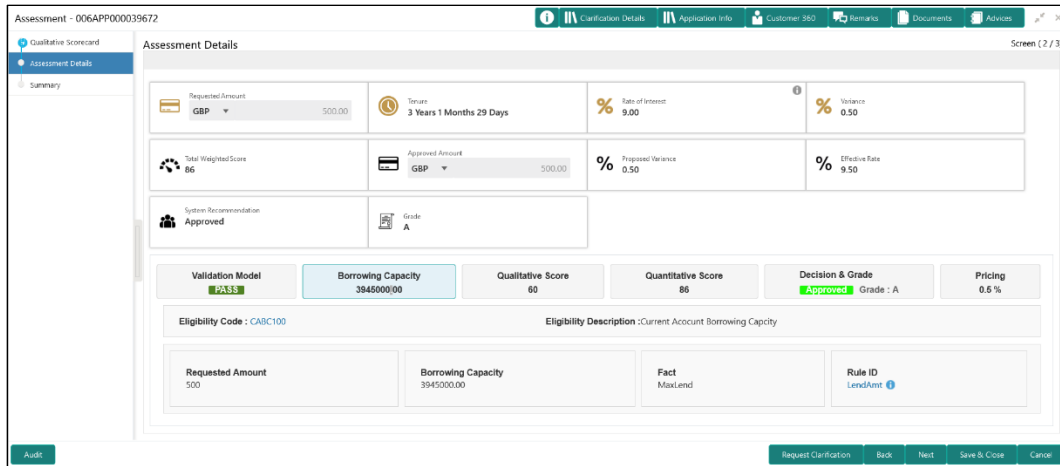 Assessment - 006APP000039672
Clarification Details
Application Info
Customer 360
Remarks
Documents
Advices
Qualitative Scorecard
Assessment Details
Summary
Assessment Details
Screen ( 2 / 3
Requested Amount
GBP 500.00
Tenure
3 Years 1 Months 29 Days
Rate of Interest
9.00
Variance
0.50
Total Weighted Score
86
Approved Amount
GBP 500.00
Proposed Variance
0.50
Effective Rate
9.50
System Recommendation
Approved
Grade
A
Validation Model
PASS
Borrowing Capacity
3945000.00
Qualitative Score
60
Quantitative Score
86
Decision & Grade
Approved Grade : A
Pricing
0.5 %
Eligibility Code : CABC100
Eligibility Description :Current Acocunt Borrowing Capcity
Requested Amount
500
Borrowing Capacity
3945000.00
Fact
MaxLend
Rule ID
LendAmt
Audit
Request Clarification
Back
Next
Save & Close
Cancel